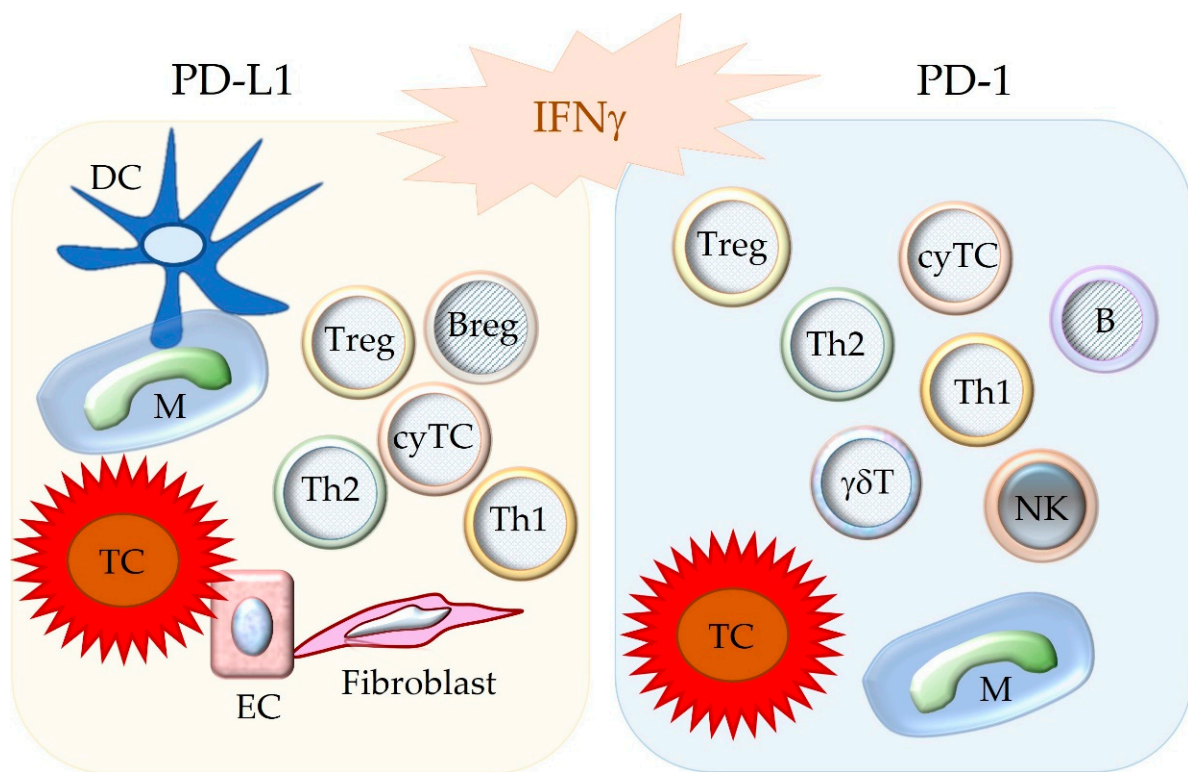 PD-L1
IFNγ
PD-1
DC
Treg
Breg
M
cyTC
Th2
Th1
TC
EC
Fibroblast
Treg
cyTC
Th2
B
Th1
γδT
NK
TC
M